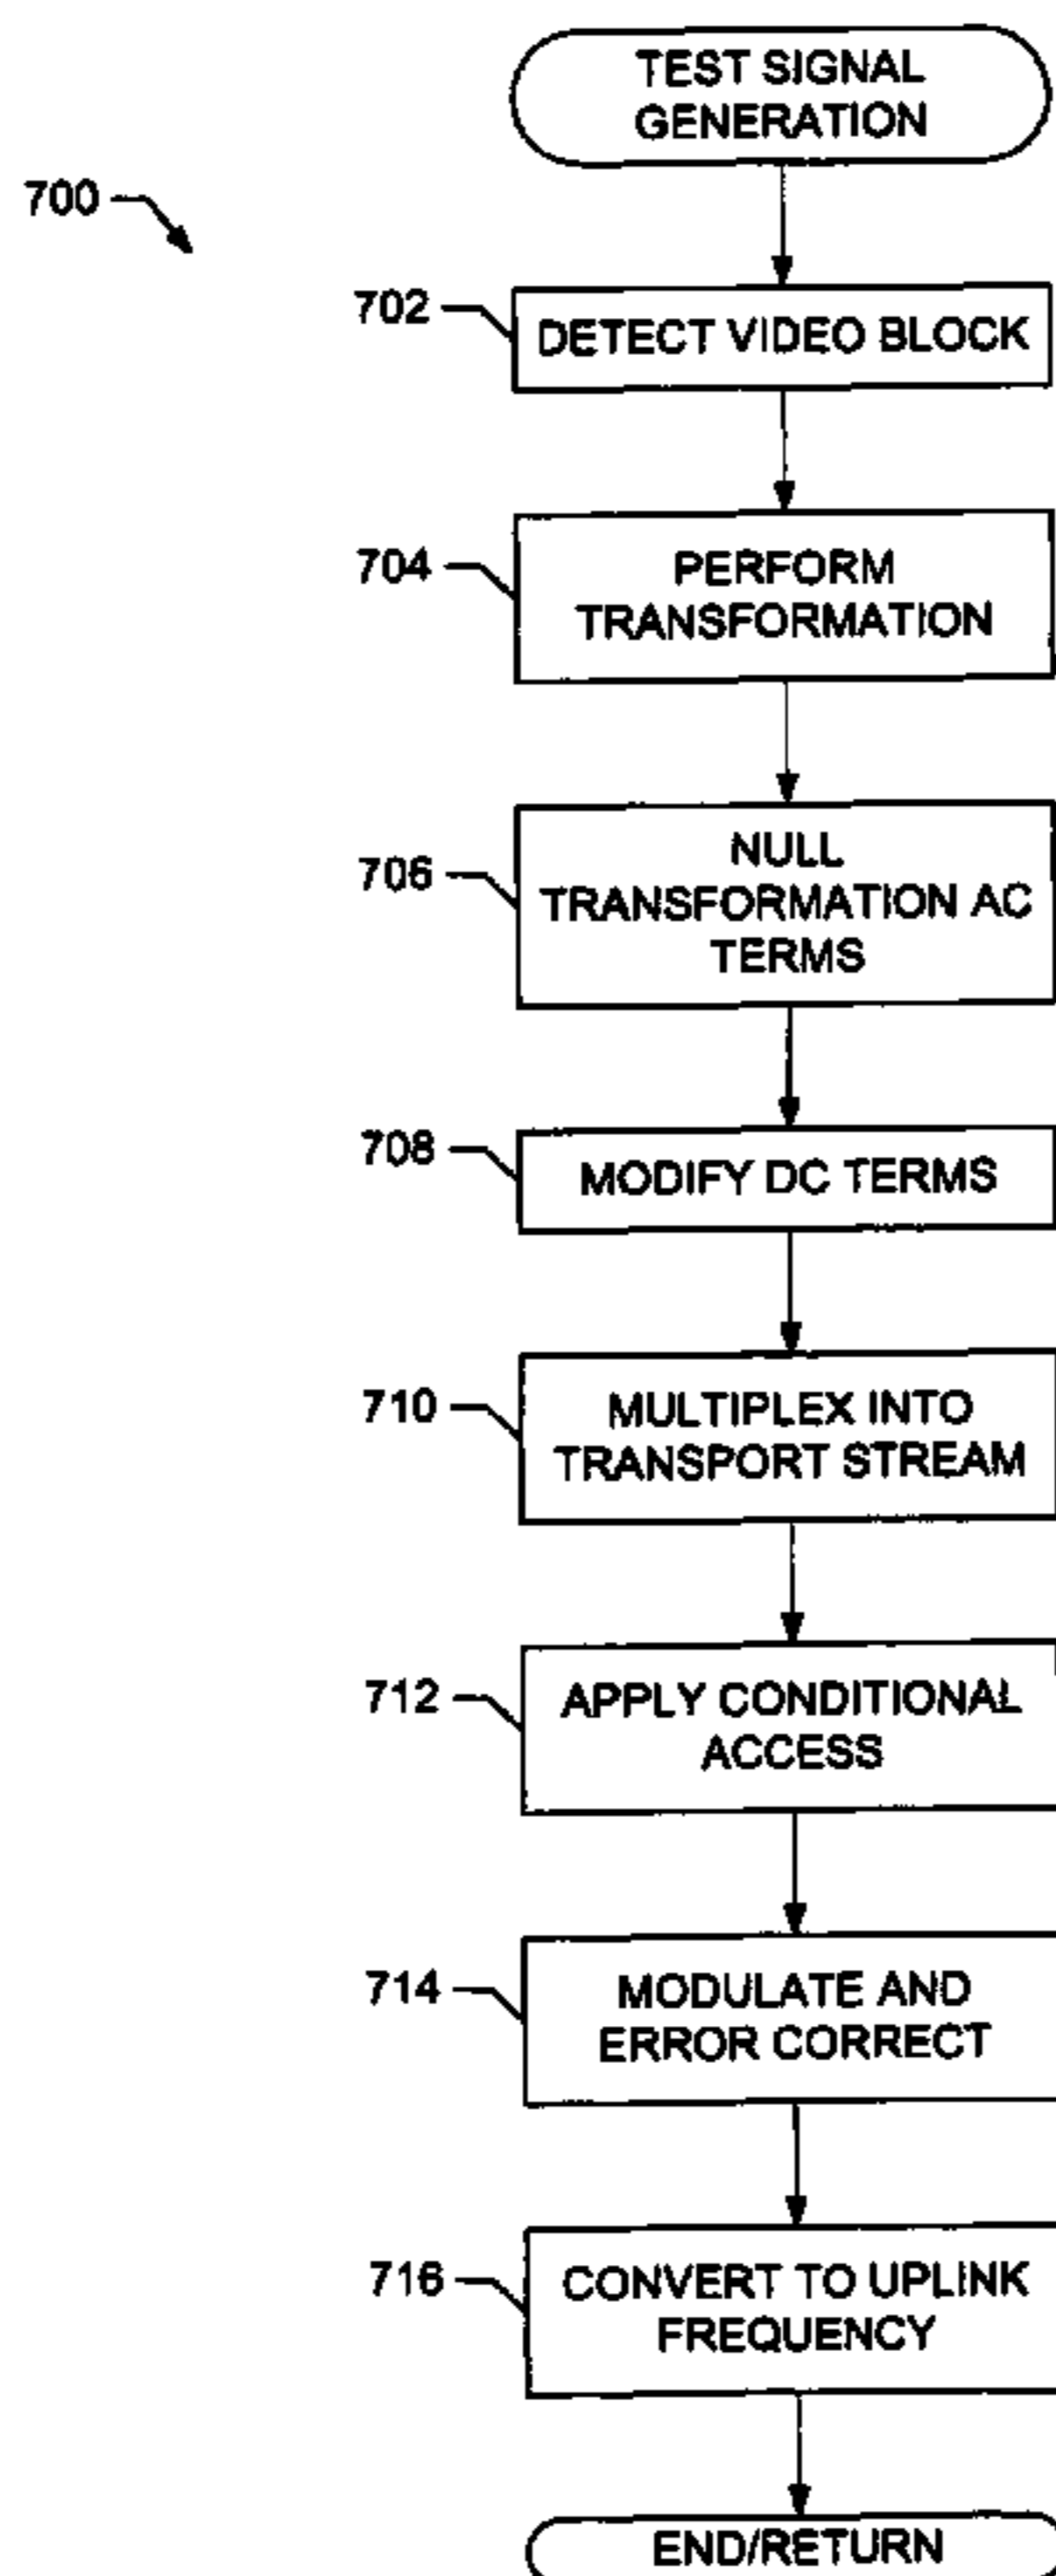 TEST SIGNAL
GENERATION
700
702
DETECT VIDEO BLOCK
704
PERFORM
TRANSFORMATION
706
NULL
TRANSFORMATION AC
TERMS
708
MODIFY DC TERMS
710
MULTIPLEX INTO
TRANSPORT STREAM
712
APPLY CONDITIONAL
ACCESS
714
MODULATE AND
ERROR CORRECT
716
CONVERT TO UPLINK
FREQUENCY
END/RETURN